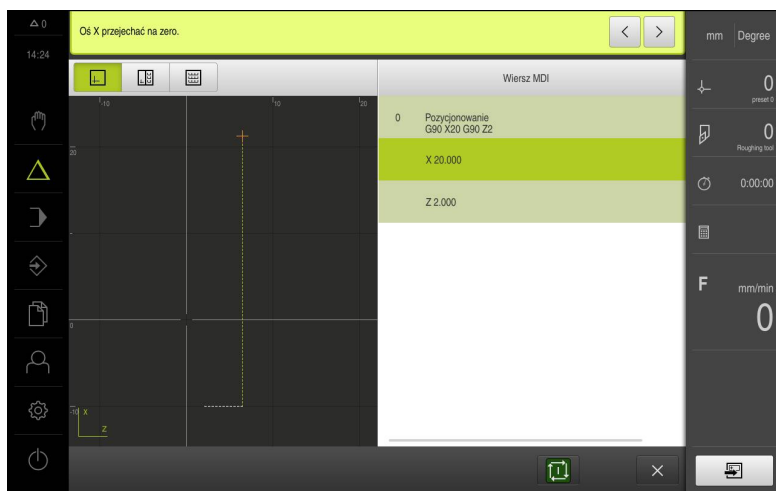 0
Oś X przejechać na zero.
mm Degree
14:24
Wiersz MDI
0
preset 0
-10
10
20
0 Pozycjonowanie
G90 X20 G90 Z2
0
Roughing tool
20
X 20.000
0:00:00
Z 2.000
F mm/min
0
0
-10 X
Z